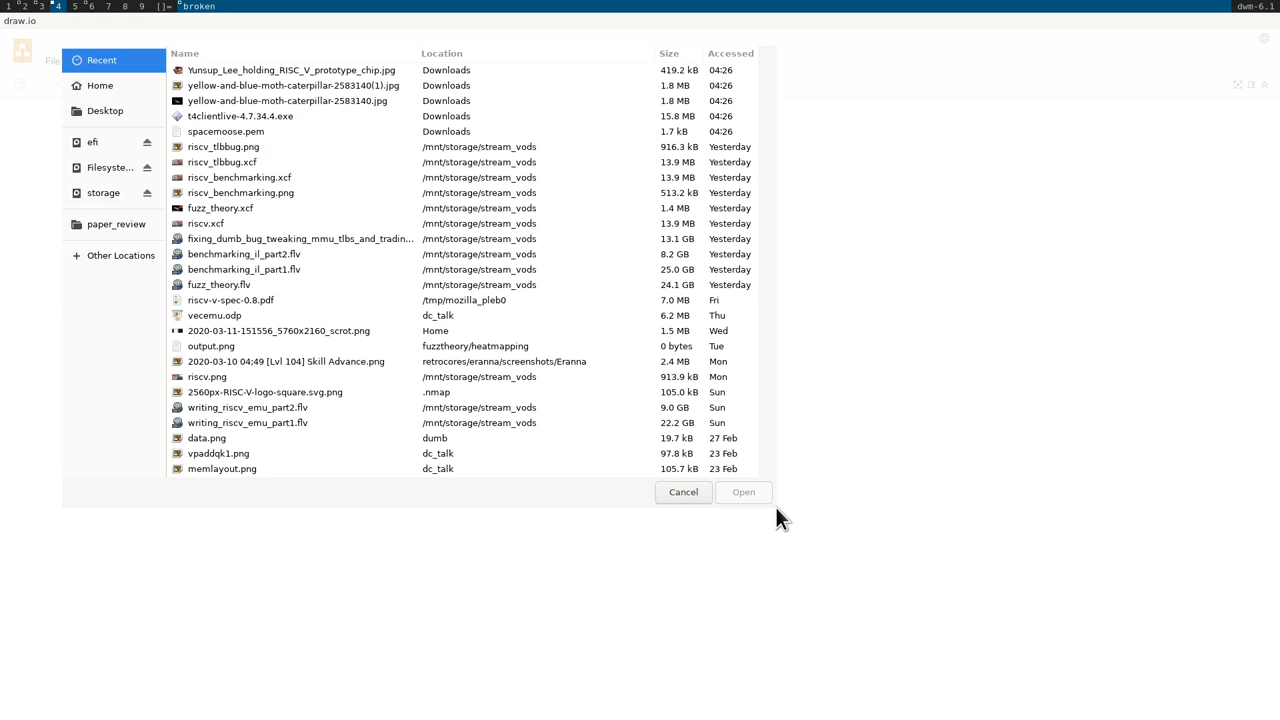 1 2 3 4 5 6 7 8 9 []= broken dwm-6.1
draw.io
File
Recent
Home
Desktop
efi
Filesyste...
storage
paper_review
Other Locations
Name Location Size Accessed
Yunsup_Lee_holding_RISC_V_prototype_chip.jpg Downloads 419.2 kB 04:26
yellow-and-blue-moth-caterpillar-2583140(1).jpg Downloads 1.8 MB 04:26
yellow-and-blue-moth-caterpillar-2583140.jpg Downloads 1.8 MB 04:26
t4clientlive-4.7.34.4.exe Downloads 15.8 MB 04:26
spacemoose.pem Downloads 1.7 kB 04:26
riscv_tlbbug.png /mnt/storage/stream_vods 916.3 kB Yesterday
riscv_tlbbug.xcf /mnt/storage/stream_vods 13.9 MB Yesterday
riscv_benchmarking.xcf /mnt/storage/stream_vods 13.9 MB Yesterday
riscv_benchmarking.png /mnt/storage/stream_vods 513.2 kB Yesterday
fuzz_theory.xcf /mnt/storage/stream_vods 1.4 MB Yesterday
riscv.xcf /mnt/storage/stream_vods 13.9 MB Yesterday
fixing_dumb_bug_tweaking_mmu_tlbs_and_tradin... /mnt/storage/stream_vods 13.1 GB Yesterday
benchmarking_il_part2.flv /mnt/storage/stream_vods 8.2 GB Yesterday
benchmarking_il_part1.flv /mnt/storage/stream_vods 25.0 GB Yesterday
fuzz_theory.flv /mnt/storage/stream_vods 24.1 GB Yesterday
riscv-v-spec-0.8.pdf /tmp/mozilla_pleb0 7.0 MB Fri
vecemu.odp dc_talk 6.2 MB Thu
2020-03-11-151556_5760x2160_scrot.png Home 1.5 MB Wed
output.png fuzztheory/heatmapping 0 bytes Tue
2020-03-10 04:49 [Lvl 104] Skill Advance.png retrocores/eranna/screenshots/Eranna 2.4 MB Mon
riscv.png /mnt/storage/stream_vods 913.9 kB Mon
2560px-RISC-V-logo-square.svg.png .nmap 105.0 kB Sun
writing_riscv_emu_part2.flv /mnt/storage/stream_vods 9.0 GB Sun
writing_riscv_emu_part1.flv /mnt/storage/stream_vods 22.2 GB Sun
data.png dumb 19.7 kB 27 Feb
vpaddqk1.png dc_talk 97.8 kB 23 Feb
memlayout.png dc_talk 105.7 kB 23 Feb
Cancel Open